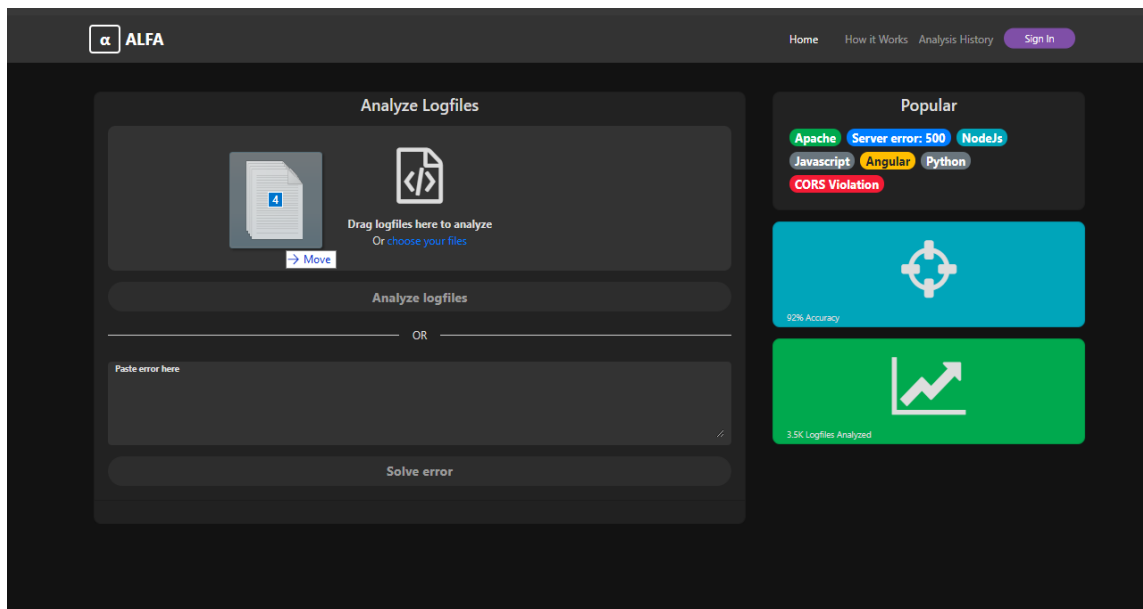 α ALFA
Home How it Works Analysis History Sign In
Analyze Logfiles
4
→ Move
</>
Drag logfiles here to analyze
Or choose your files
Analyze logfiles
OR
Paste error here
Solve error
Popular
Apache Server error: 500 NodeJs
Javascript Angular Python
CORS Violation
92% Accuracy
3.5K Logfiles Analyzed